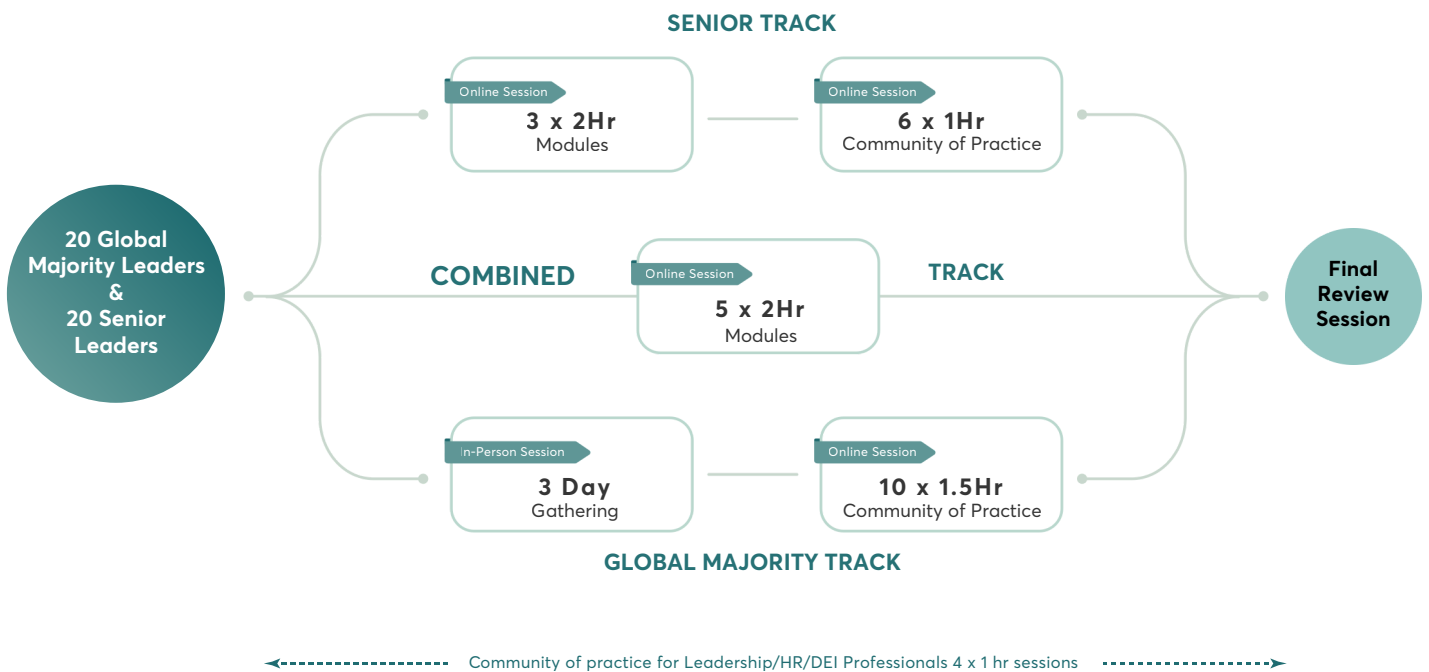 SENIOR TRACK
Online Session
3 x 2Hr
Modules
Online Session
6 x 1Hr
Community of Practice
20 Global
Majority Leaders
&
20 Senior
Leaders
COMBINED
Online Session
5 x 2Hr
Modules
TRACK
Final
Review
Session
In-Person Session
3 Day
Gathering
Online Session
10 x 1.5Hr
Community of Practice
GLOBAL MAJORITY TRACK
Community of practice for Leadership/HR/DEI Professionals 4 x 1 hr sessions